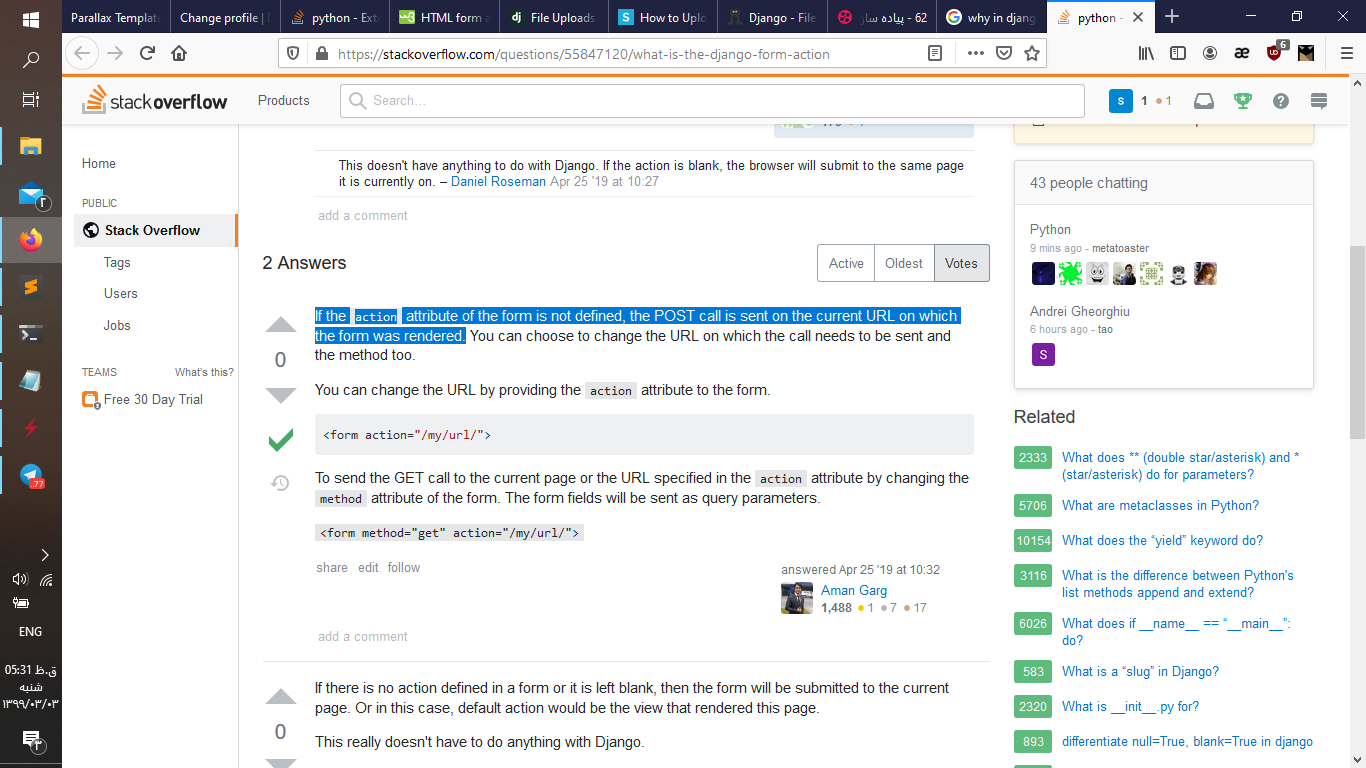 Parallax Template
Change profile | D
python - Exte
HTML form a
File Uploads
How to Uplo
Django - File
62 - پیاده ساز
why in djang
python -
https://stackoverflow.com/questions/55847120/what-is-the-django-form-action
6
stackoverflow
Products
Search...
S
1
1
Home
PUBLIC
Stack Overflow
Tags
Users
Jobs
TEAMS
What's this?
Free 30 Day Trial
This doesn't have anything to do with Django. If the action is blank, the browser will submit to the same page
it is currently on. – Daniel Roseman Apr 25 '19 at 10:27
add a comment
2 Answers
Active
Oldest
Votes
0
If the action attribute of the form is not defined, the POST call is sent on the current URL on which
the form was rendered. You can choose to change the URL on which the call needs to be sent and
the method too.
You can change the URL by providing the action attribute to the form.
<form action="/my/url/">
To send the GET call to the current page or the URL specified in the action attribute by changing the
method attribute of the form. The form fields will be sent as query parameters.
<form method="get" action="/my/url/">
share edit follow
answered Apr 25 '19 at 10:32
Aman Garg
1,488 1 7 17
add a comment
0
If there is no action defined in a form or it is left blank, then the form will be submitted to the current
page. Or in this case, default action would be the view that rendered this page.
This really doesn't have to do anything with Django.
43 people chatting
Python
9 mins ago - metatoaster
Andrei Gheorghiu
6 hours ago - tao
S
Related
2333
What does ** (double star/asterisk) and *
(star/asterisk) do for parameters?
5706
What are metaclasses in Python?
10154
What does the “yield” keyword do?
3116
What is the difference between Python's
list methods append and extend?
6026
What does if __name__ == “__main__”:
do?
583
What is a “slug” in Django?
2320
What is __init__.py for?
893
differentiate null=True, blank=True in django
۲
.77
ENG
05:31 ق.ظ
شنبه
۱۳۹۹/۰۳/۰۳
۳